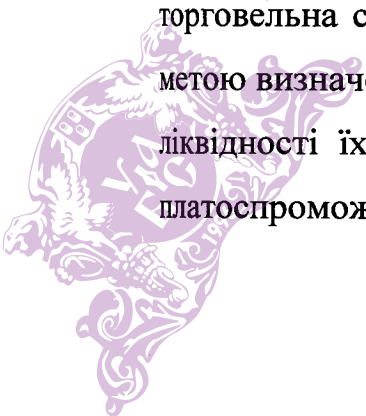 торговельна с
метою визнач
ліквідності їх
платоспромож